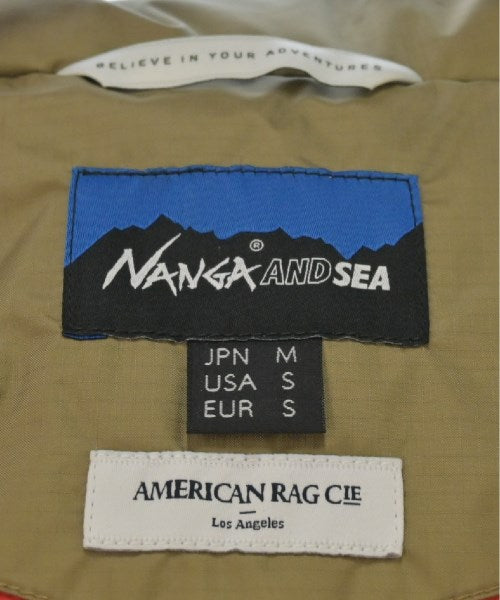 BELIEVE IN YOUR ADVENTURES
NANGA® AND SEA
JPN M
USA S
EUR S
AMERICAN RAG CIE
Los Angeles